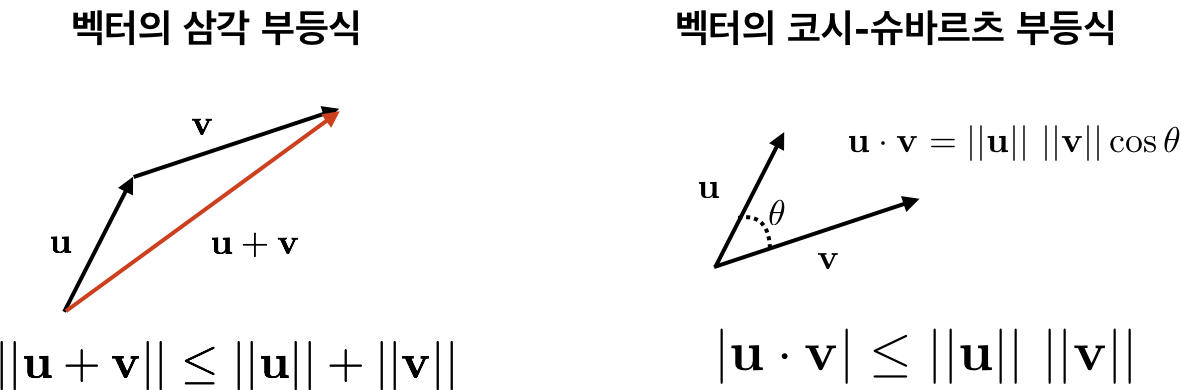 벡터의 삼각 부등식
v
u
u + v
||u + v|| ≤ ||u|| + ||v||
벡터의 코시-슈바르츠 부등식
u · v = ||u|| ||v|| cos θ
u
θ
v
|u · v| ≤ ||u|| ||v||